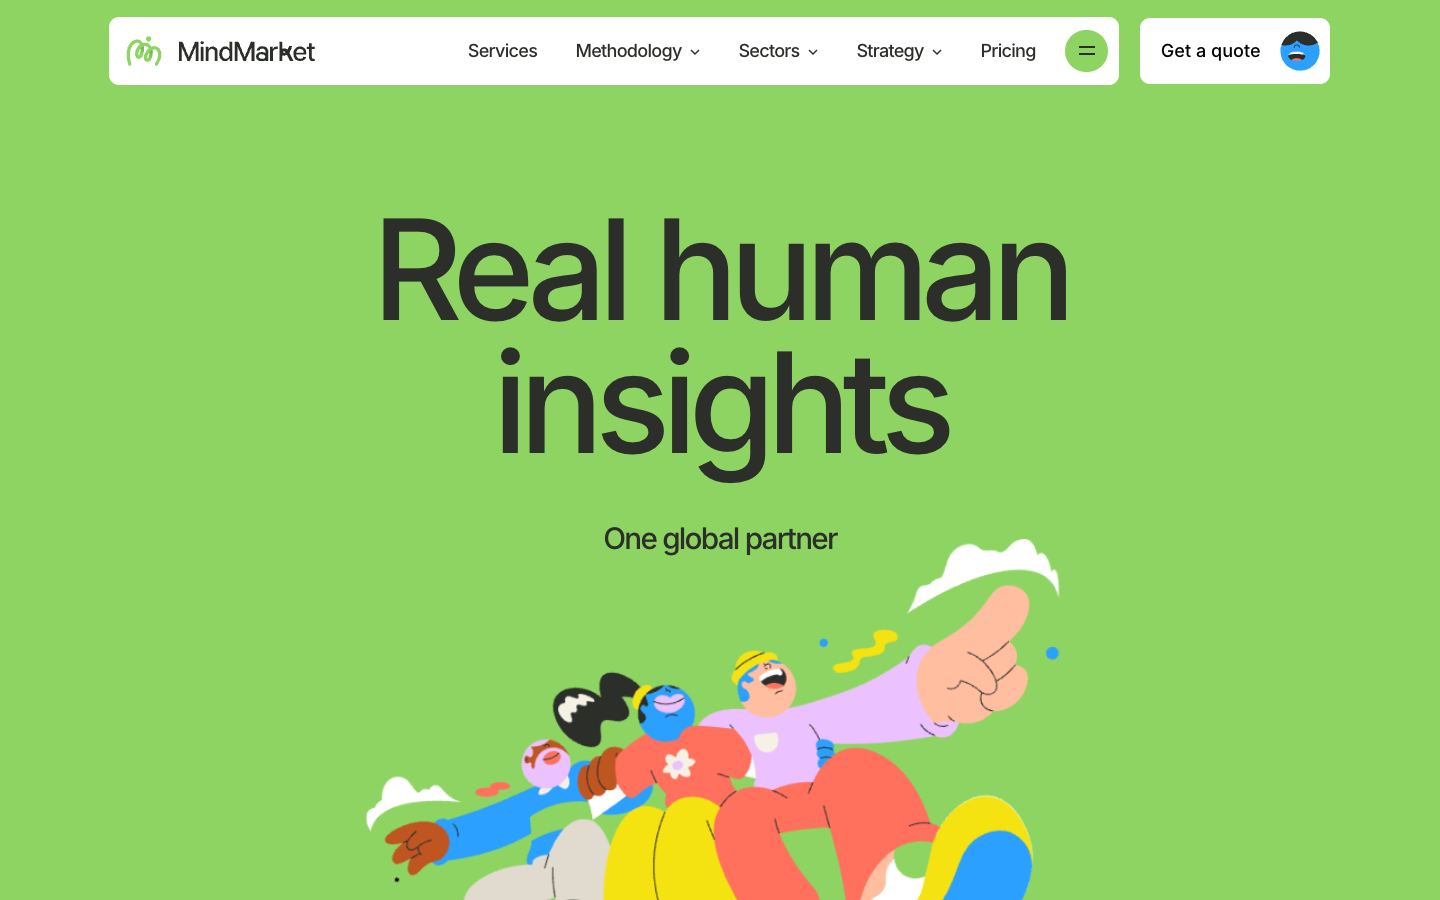 MindMarket
Services Methodology Sectors Strategy Pricing
Get a quote
Real human
insights
One global partner